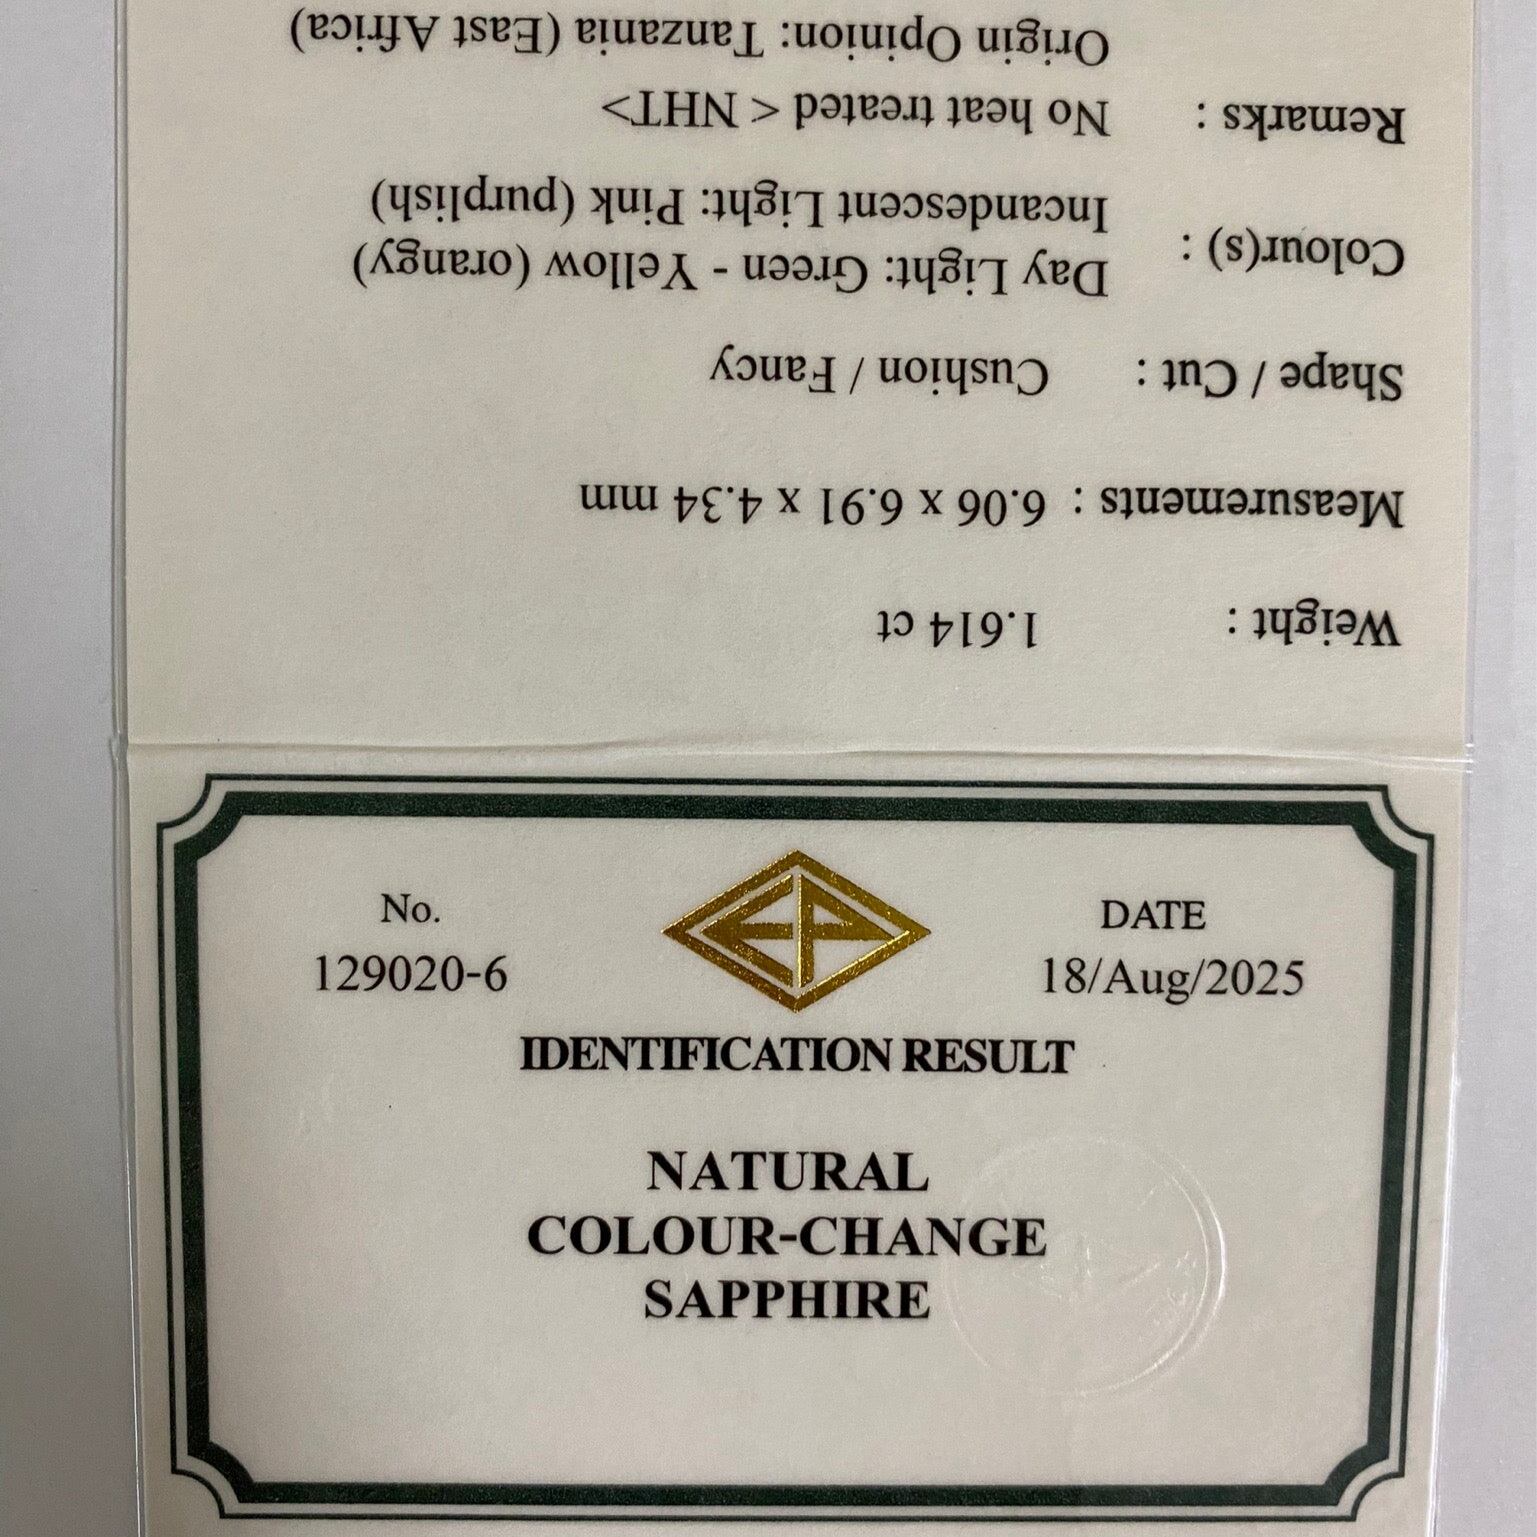 No.
129020-6
EP
DATE
18/Aug/2025
IDENTIFICATION RESULT
NATURAL
COLOUR-CHANGE
SAPPHIRE
Weight : 1.614 ct
Measurements : 6.06 x 6.91 x 4.34 mm
Shape / Cut : Cushion / Fancy
Colour(s) : Day Light: Green - Yellow (orangy)
Incandescent Light: Pink (purplish)
Remarks : No heat treated < NHT>
Origin Opinion: Tanzania (East Africa)